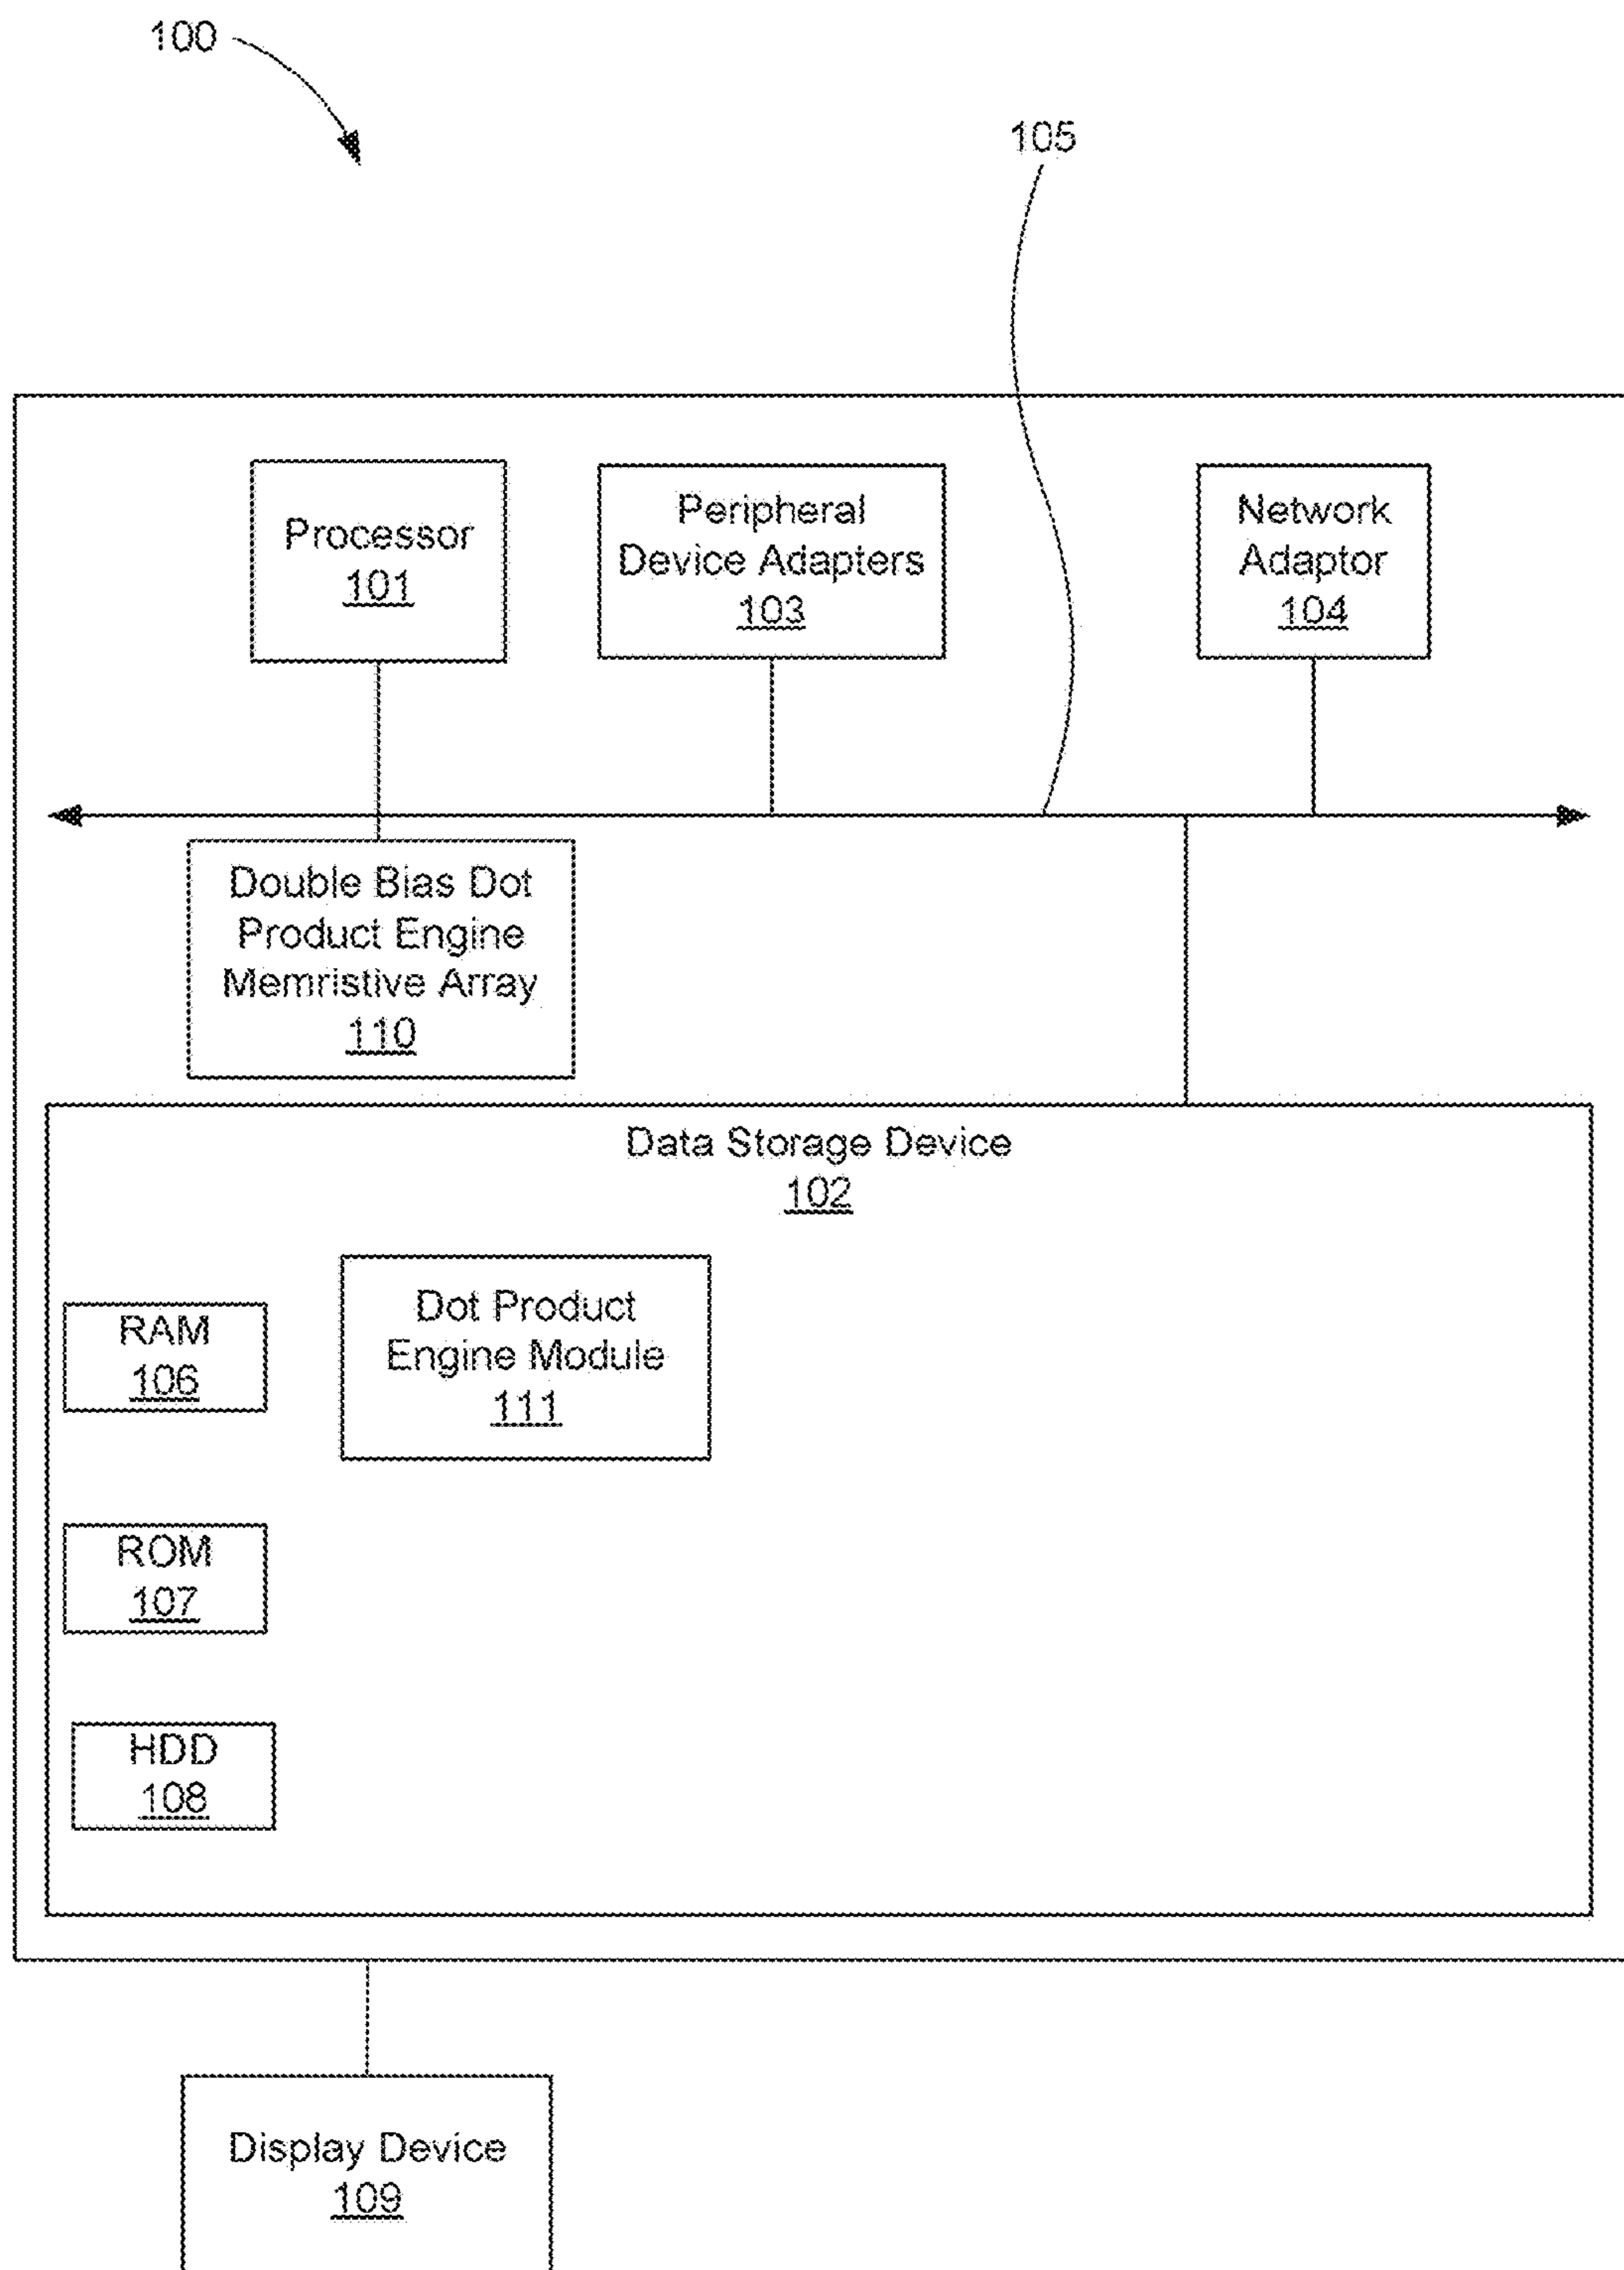 100
105
Processor
101
Peripheral
Device Adapters
103
Network
Adaptor
104
Double Bias Dot
Product Engine
Memristive Array
110
Data Storage Device
102
RAM
106
Dot Product
Engine Module
111
ROM
107
HDD
108
Display Device
109